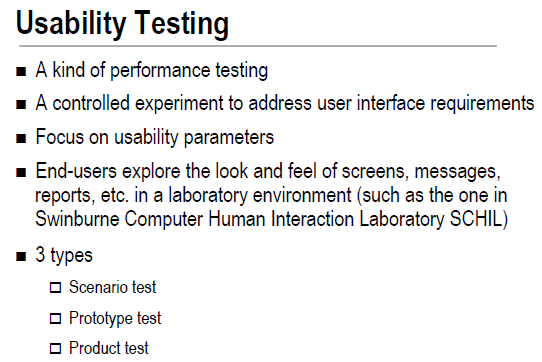 Usability Testing
■ A kind of performance testing
■ A controlled experiment to address user interface requirements
■ Focus on usability parameters
■ End-users explore the look and feel of screens, messages,
reports, etc. in a laboratory environment (such as the one in
Swinburne Computer Human Interaction Laboratory SCHIL)
■ 3 types
□ Scenario test
□ Prototype test
□ Product test